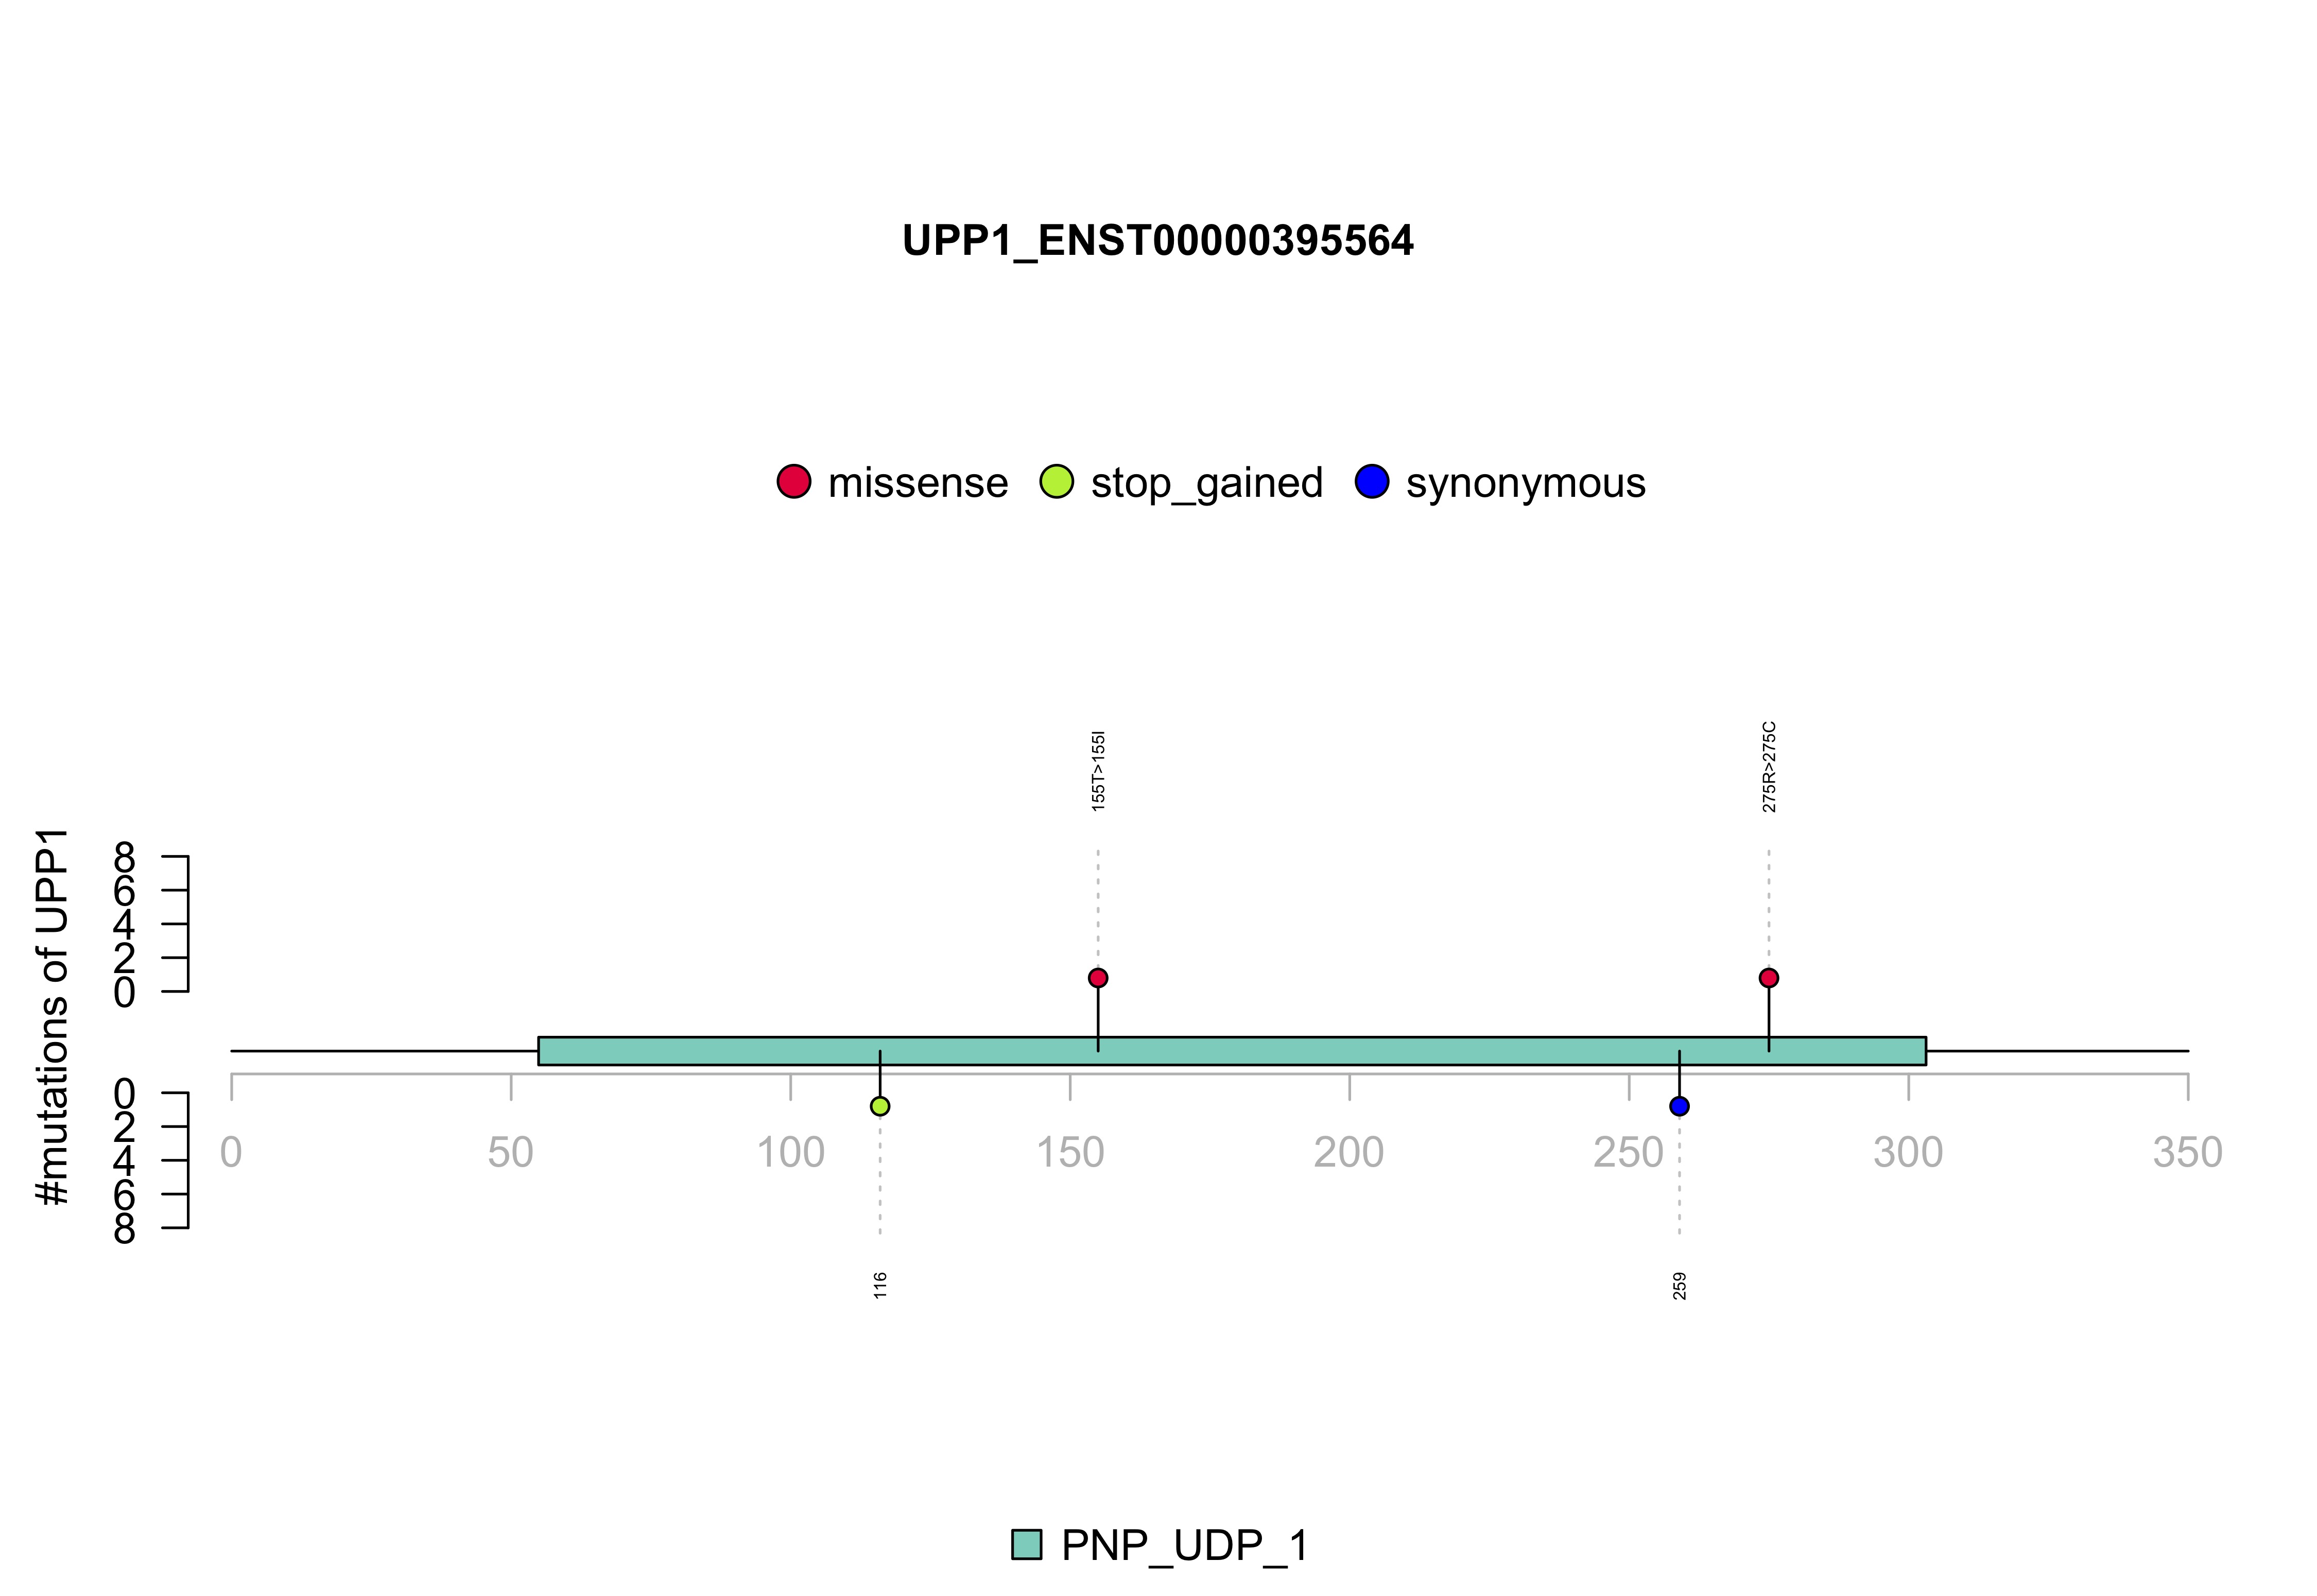 UPP1_ENST00000395564
missense stop_gained synonymous
155T>155I
275R>275C
#mutations of UPP1
8
6
4
2
0
0
2
4
6
8
0 50 100 150 200 250 300 350
116
259
PNP_UDP_1